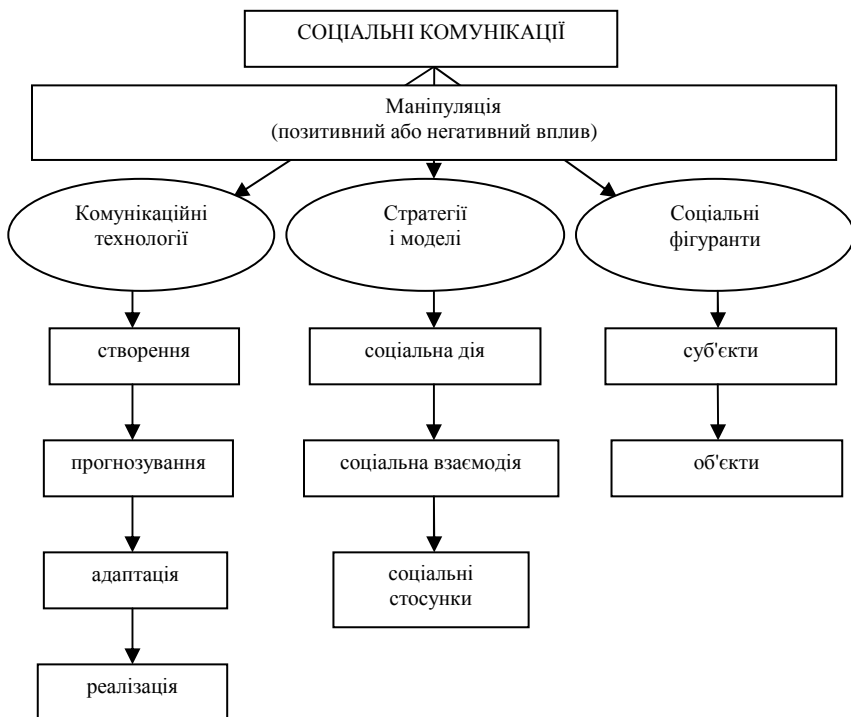 СОЦІАЛЬНІ КОМУНІКАЦІЇ
Маніпуляція
(позитивний або негативний вплив)
Комунікаційні
технології
Стратегії
і моделі
Соціальні
фігуранти
створення
соціальна дія
суб'єкти
прогнозування
соціальна взаємодія
об'єкти
адаптація
соціальні
стосунки
реалізація